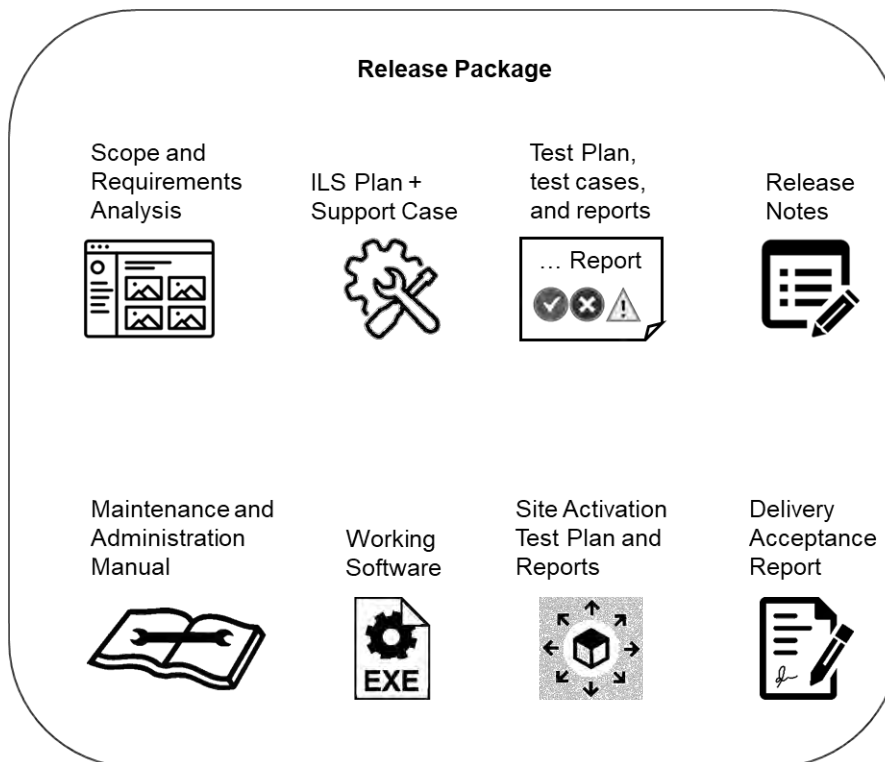 Release Package
Scope and
Requirements
Analysis
ILS Plan +
Support Case
Test Plan,
test cases,
and reports
... Report
Release
Notes
Maintenance and
Administration
Manual
Working
Software
EXE
Site Activation
Test Plan and
Reports
Delivery
Acceptance
Report